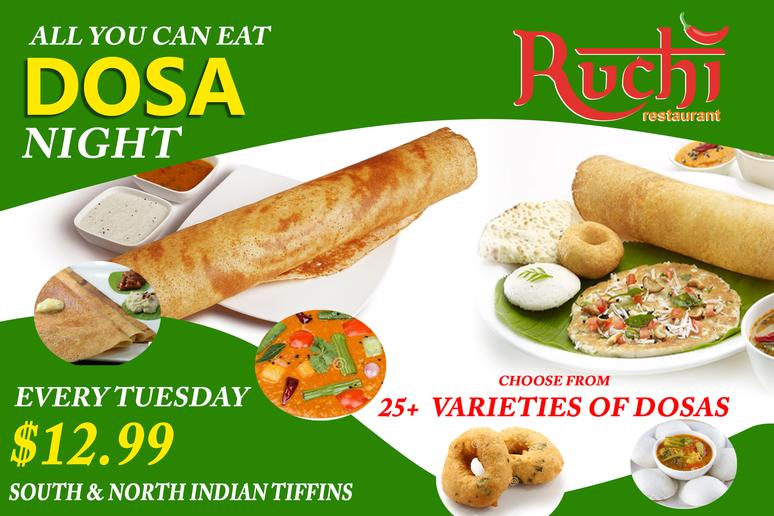 ALL YOU CAN EAT
DOSA
NIGHT
Ruchi
restaurant
EVERY TUESDAY
$12.99
SOUTH & NORTH INDIAN TIFFINS
CHOOSE FROM
25+ VARIETIES OF DOSAS